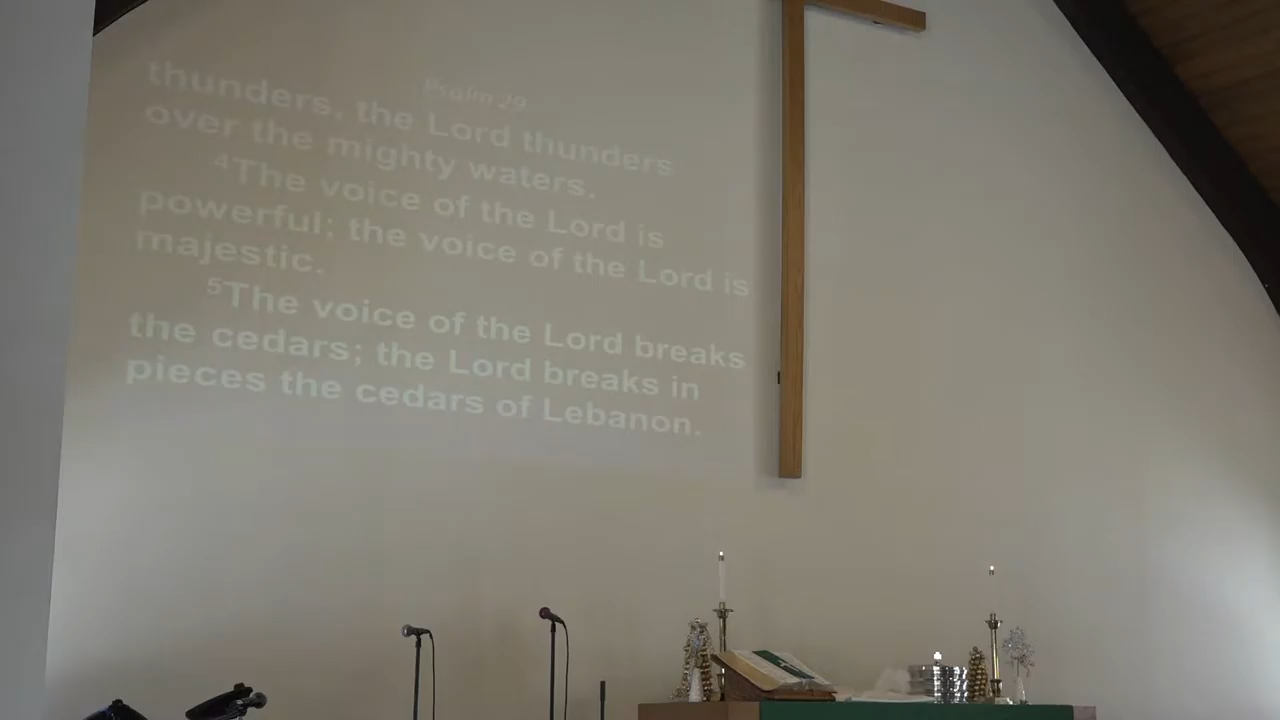 Psalm 29
thunders, the Lord thunders
over the mighty waters.
4The voice of the Lord is
powerful; the voice of the Lord is
majestic.
5The voice of the Lord breaks
the cedars; the Lord breaks in
pieces the cedars of Lebanon.